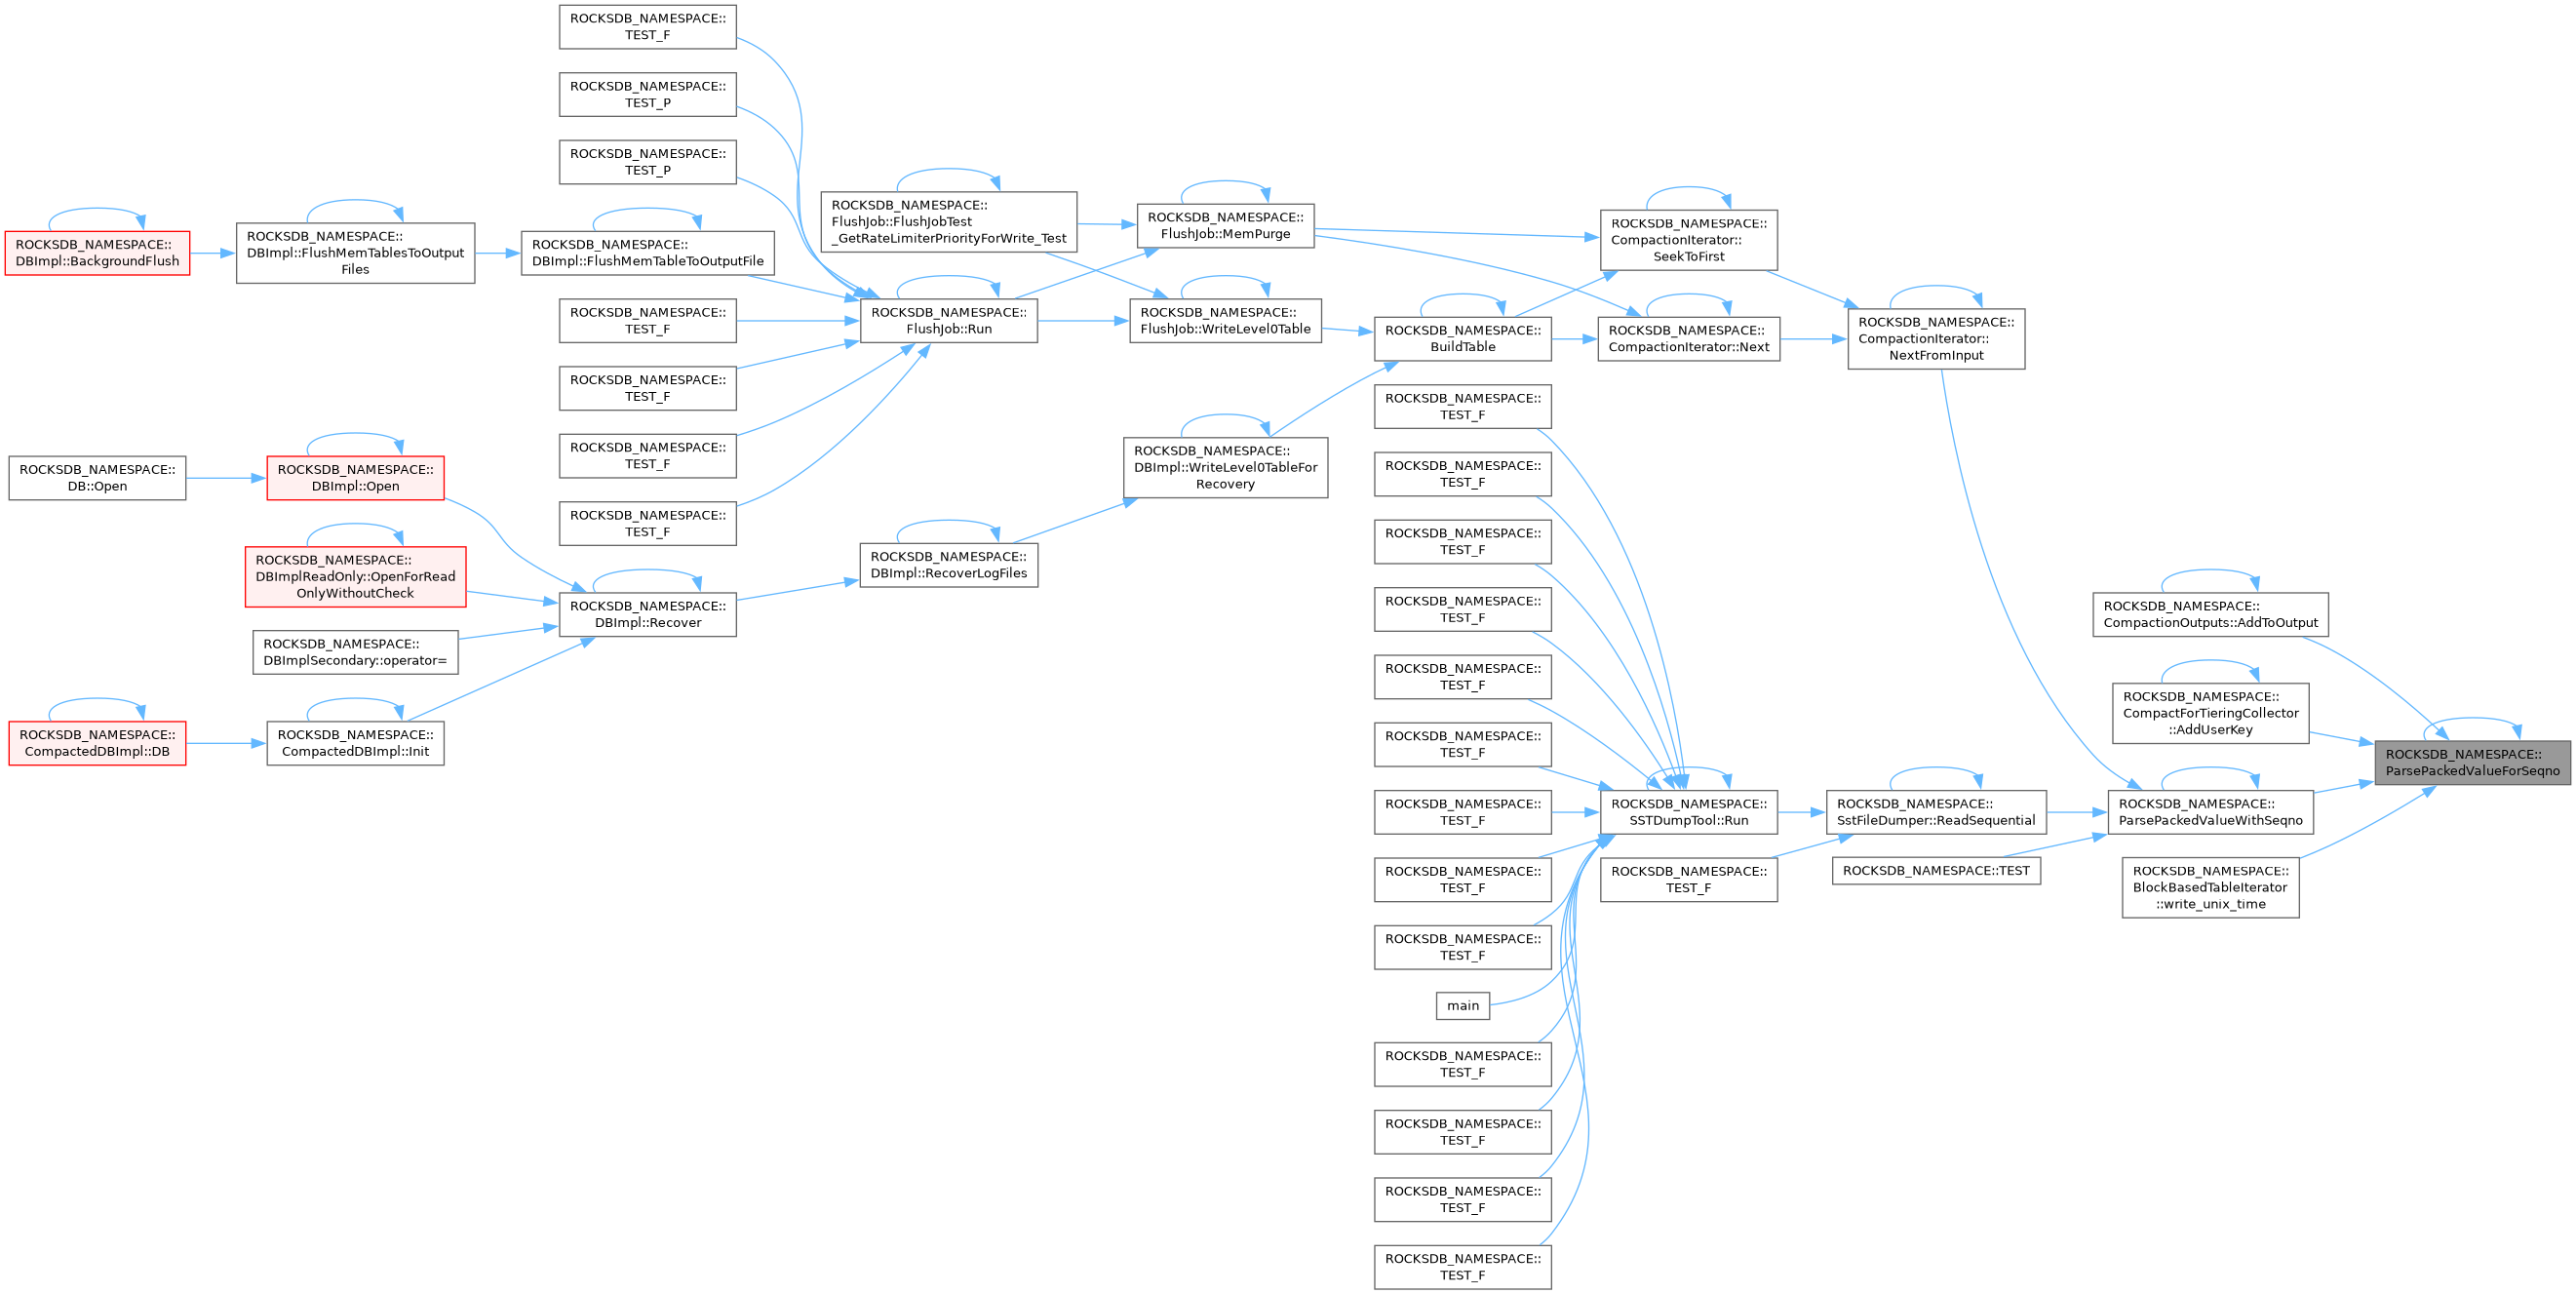 ROCKSDB_NAMESPACE::
TEST_F
ROCKSDB_NAMESPACE::
TEST_P
ROCKSDB_NAMESPACE::
TEST_P
ROCKSDB_NAMESPACE::
DBImpl::BackgroundFlush
ROCKSDB_NAMESPACE::
DBImpl::FlushMemTablesToOutput
Files
ROCKSDB_NAMESPACE::
DBImpl::FlushMemTableToOutputFile
ROCKSDB_NAMESPACE::
TEST_F
ROCKSDB_NAMESPACE::
TEST_F
ROCKSDB_NAMESPACE::
TEST_F
ROCKSDB_NAMESPACE::
TEST_F
ROCKSDB_NAMESPACE::
DB::Open
ROCKSDB_NAMESPACE::
DBImpl::Open
ROCKSDB_NAMESPACE::
DBImplReadOnly::OpenForRead
OnlyWithoutCheck
ROCKSDB_NAMESPACE::
DBImplSecondary::operator=
ROCKSDB_NAMESPACE::
CompactedDBImpl::DB
ROCKSDB_NAMESPACE::
CompactedDBImpl::Init
ROCKSDB_NAMESPACE::
DBImpl::Recover
ROCKSDB_NAMESPACE::
FlushJob::FlushJobTest
_GetRateLimiterPriorityForWrite_Test
ROCKSDB_NAMESPACE::
FlushJob::Run
ROCKSDB_NAMESPACE::
DBImpl::RecoverLogFiles
ROCKSDB_NAMESPACE::
FlushJob::MemPurge
ROCKSDB_NAMESPACE::
FlushJob::WriteLevel0Table
ROCKSDB_NAMESPACE::
DBImpl::WriteLevel0TableFor
Recovery
ROCKSDB_NAMESPACE::
BuildTable
ROCKSDB_NAMESPACE::
TEST_F
ROCKSDB_NAMESPACE::
TEST_F
ROCKSDB_NAMESPACE::
TEST_F
ROCKSDB_NAMESPACE::
TEST_F
ROCKSDB_NAMESPACE::
TEST_F
ROCKSDB_NAMESPACE::
TEST_F
ROCKSDB_NAMESPACE::
TEST_F
ROCKSDB_NAMESPACE::
TEST_F
ROCKSDB_NAMESPACE::
TEST_F
main
ROCKSDB_NAMESPACE::
TEST_F
ROCKSDB_NAMESPACE::
TEST_F
ROCKSDB_NAMESPACE::
TEST_F
ROCKSDB_NAMESPACE::
TEST_F
ROCKSDB_NAMESPACE::
CompactionIterator::
SeekToFirst
ROCKSDB_NAMESPACE::
CompactionIterator::Next
ROCKSDB_NAMESPACE::
SSTDumpTool::Run
ROCKSDB_NAMESPACE::
TEST_F
ROCKSDB_NAMESPACE::
CompactionIterator::
NextFromInput
ROCKSDB_NAMESPACE::
SstFileDumper::ReadSequential
ROCKSDB_NAMESPACE::TEST
ROCKSDB_NAMESPACE::
CompactionOutputs::AddToOutput
ROCKSDB_NAMESPACE::
CompactForTieringCollector
::AddUserKey
ROCKSDB_NAMESPACE::
ParsePackedValueWithSeqno
ROCKSDB_NAMESPACE::
BlockBasedTableIterator
::write_unix_time
ROCKSDB_NAMESPACE::
ParsePackedValueForSeqno